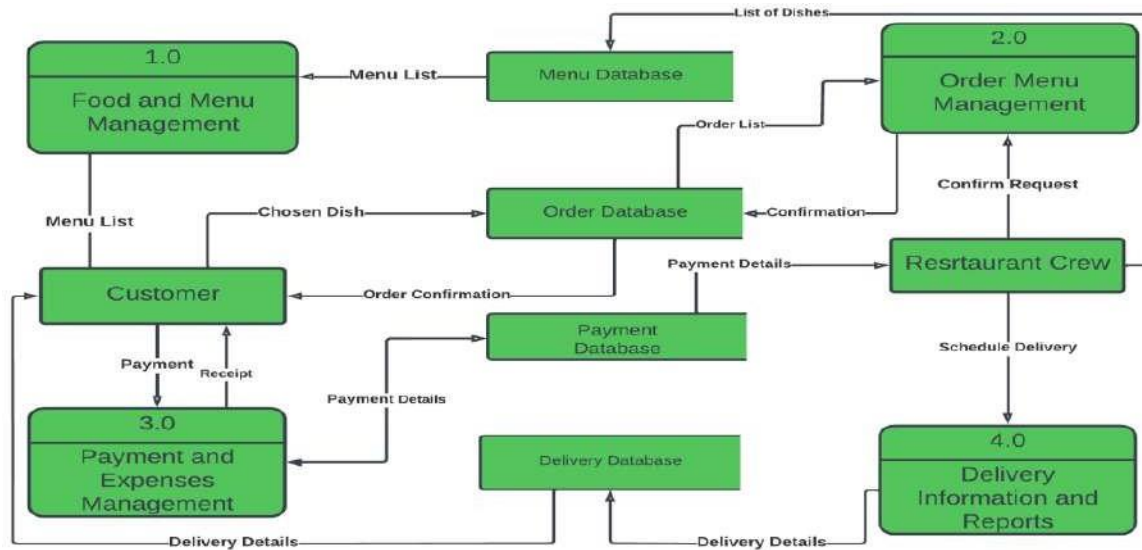 List of Dishes
1.0
Food and Menu
Management
Menu List
Menu Database
2.0
Order Menu
Management
Order List
Menu List
Chosen Dish
Order Database
Confirmation
Confirm Request
Customer
Order Confirmation
Payment Details
Resrtaurant Crew
Payment
Receipt
Payment
Database
Schedule Delivery
Payment Details
3.0
Payment and
Expenses
Management
Delivery Database
4.0
Delivery
Information and
Reports
Delivery Details
Delivery Details